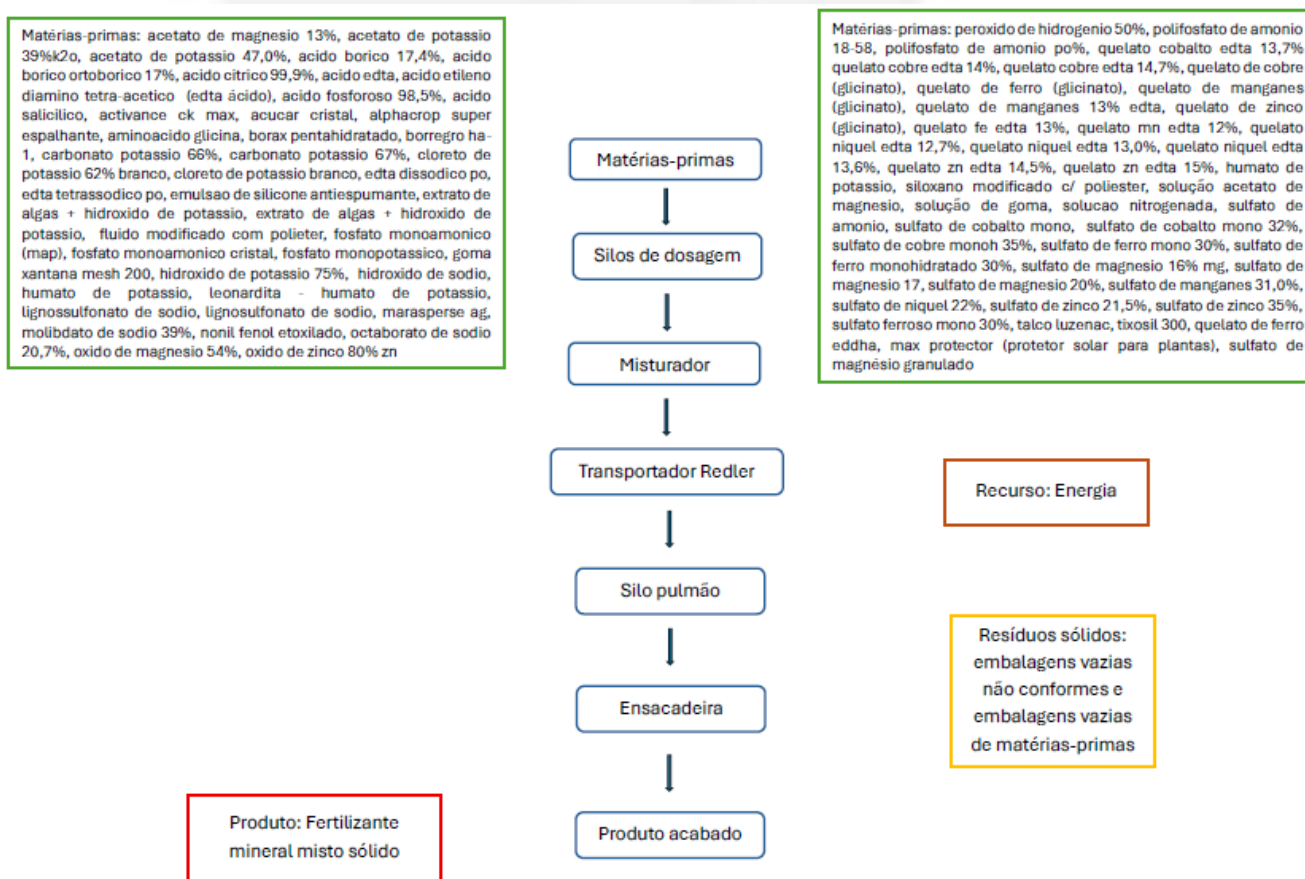 Matérias-primas: acetato de magnesio 13%, acetato de potassio
39%k2o, acetato de potassio 47,0%, acido borico 17,4%, acido
borico ortoborico 17%, acido citrico 99,9%, acido edta, acido etileno
diamino tetra-acetico (edta ácido), acido fosforoso 98,5%, acido
salicilico, activance ck max, acucar cristal, alphacrop super
espalhante, aminoacido glicina, borax pentahidratado, borregro ha-
1, carbonato potassio 66%, carbonato potassio 67%, cloreto de
potassio 62% branco, cloreto de potassio branco, edta dissodico po,
edta tetrassodico po, emulsao de silicone antiespumante, extrato de
algas + hidroxido de potassio, extrato de algas + hidroxido de
potassio, fluido modificado com polieter, fosfato monoamonico
(map), fosfato monoamonico cristal, fosfato monopotassico, goma
xantana mesh 200, hidroxido de potassio 75%, hidroxido de sodio,
humato de potassio, leonardita - humato de potassio,
lignossulfonato de sodio, lignosulfonato de sodio, marasperse ag,
molibdato de sodio 39%, nonil fenol etoxilado, octaborato de sodio
20,7%, oxido de magnesio 54%, oxido de zinco 80% zn
Matérias-primas: peroxido de hidrogenio 50%, polifosfato de amonio
18-58, polifosfato de amonio po%, quelato cobalto edta 13,7%
quelato cobre edta 14%, quelato cobre edta 14,7%, quelato de cobre
(glicinato), quelato de ferro (glicinato), quelato de manganes
(glicinato), quelato de manganes 13% edta, quelato de zinco
(glicinato), quelato fe edta 13%, quelato mn edta 12%, quelato
niquel edta 12,7%, quelato niquel edta 13,0%, quelato niquel edta
13,6%, quelato zn edta 14,5%, quelato zn edta 15%, humato de
potassio, siloxano modificado c/ poliester, solução acetato de
magnesio, solução de goma, solucao nitrogenada, sulfato de
amonio, sulfato de cobalto mono, sulfato de cobalto mono 32%,
sulfato de cobre monoh 35%, sulfato de ferro mono 30%, sulfato de
ferro monohidratado 30%, sulfato de magnesio 16% mg, sulfato de
magnesio 17, sulfato de magnesio 20%, sulfato de manganes 31,0%,
sulfato de niquel 22%, sulfato de zinco 21,5%, sulfato de zinco 35%,
sulfato ferroso mono 30%, talco luzenac, tixosil 300, quelato de ferro
eddha, max protector (protetor solar para plantas), sulfato de
magnésio granulado
Matérias-primas
Silos de dosagem
Misturador
Transportador Redler
Silo pulmão
Ensacadeira
Produto acabado
Recurso: Energia
Resíduos sólidos:
embalagens vazias
não conformes e
embalagens vazias
de matérias-primas
Produto: Fertilizante
mineral misto sólido